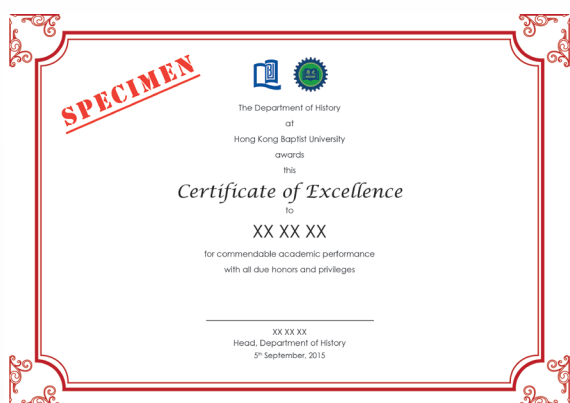 SPECIMEN
The Department of History
at
Hong Kong Baptist University
awards
this
Certificate of Excellence
to
XX XX XX
for commendable academic performance
with all due honors and privileges
XX XX XX
Head, Department of History
5th September, 2015